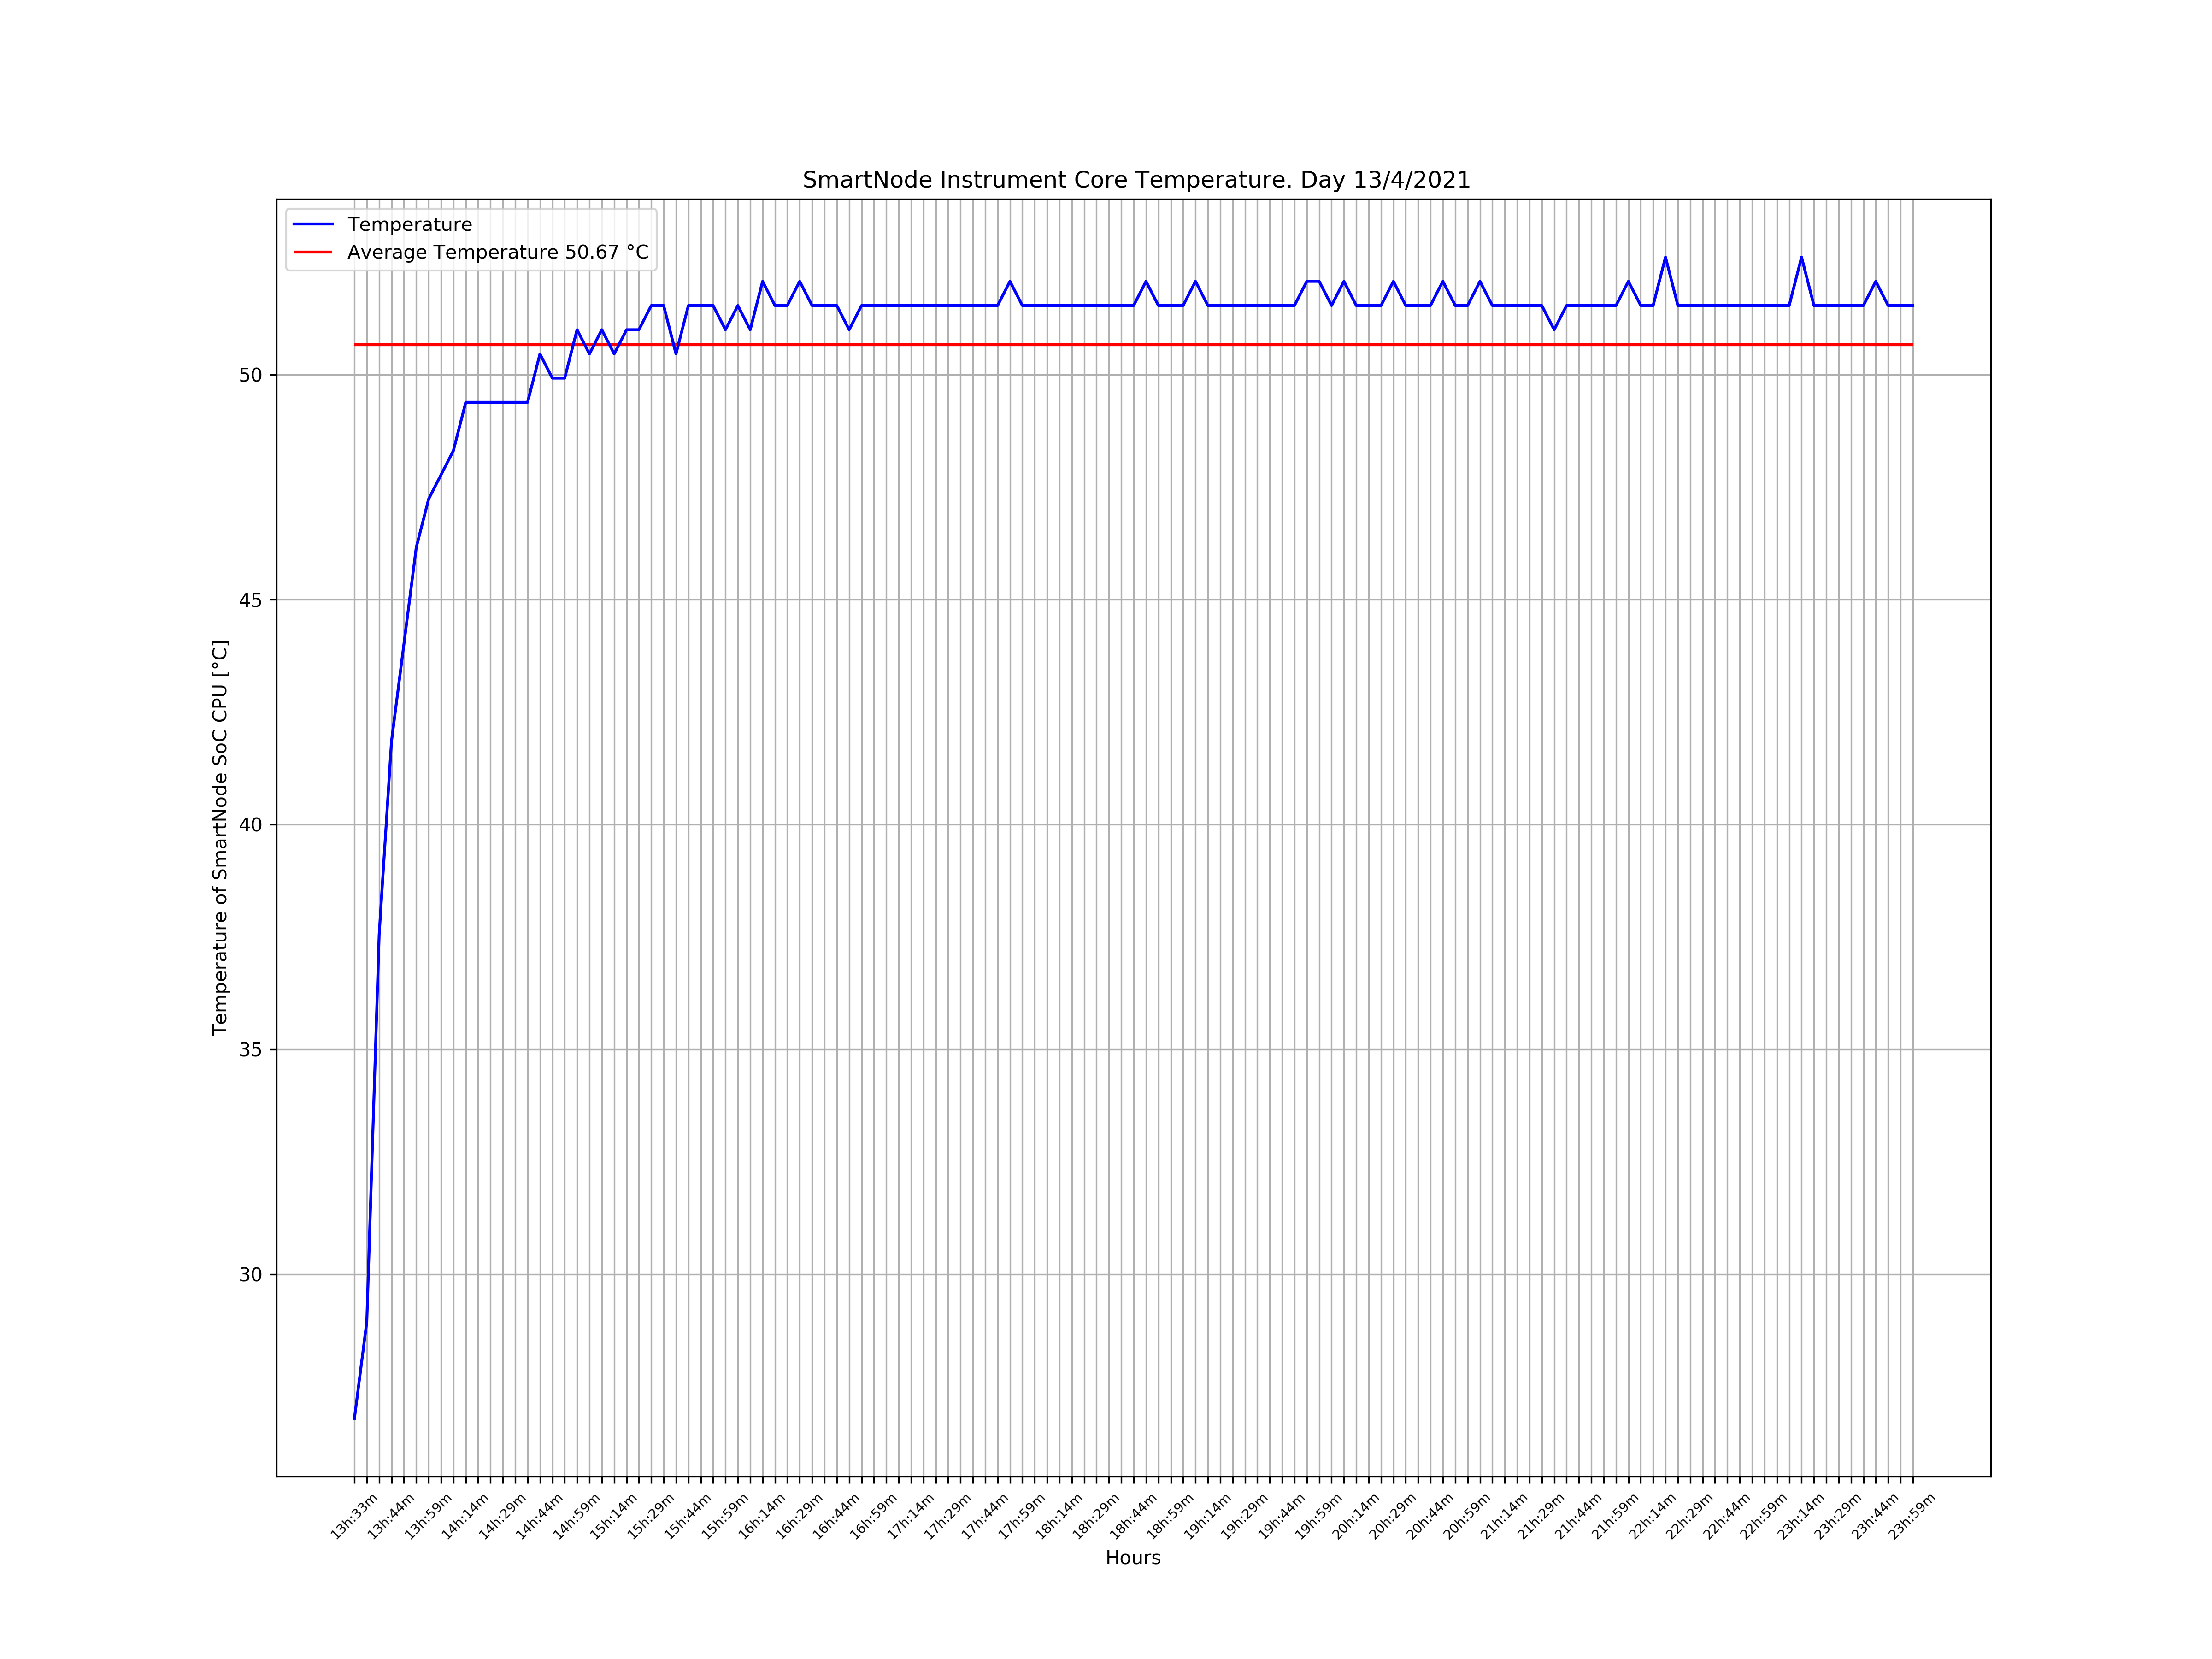 SmartNode Instrument Core Temperature. Day 13/4/2021
Temperature
Average Temperature 50.67 °C
50
45
40
35
30
Temperature of SmartNode SoC CPU [°C]
13h:33m
13h:44m
13h:59m
14h:14m
14h:29m
14h:44m
14h:59m
15h:14m
15h:29m
15h:44m
15h:59m
16h:14m
16h:29m
16h:44m
16h:59m
17h:14m
17h:29m
17h:44m
17h:59m
18h:14m
18h:29m
18h:44m
18h:59m
19h:14m
19h:29m
19h:44m
19h:59m
20h:14m
20h:29m
20h:44m
20h:59m
21h:14m
21h:29m
21h:44m
21h:59m
22h:14m
22h:29m
22h:44m
22h:59m
23h:14m
23h:29m
23h:44m
23h:59m
Hours